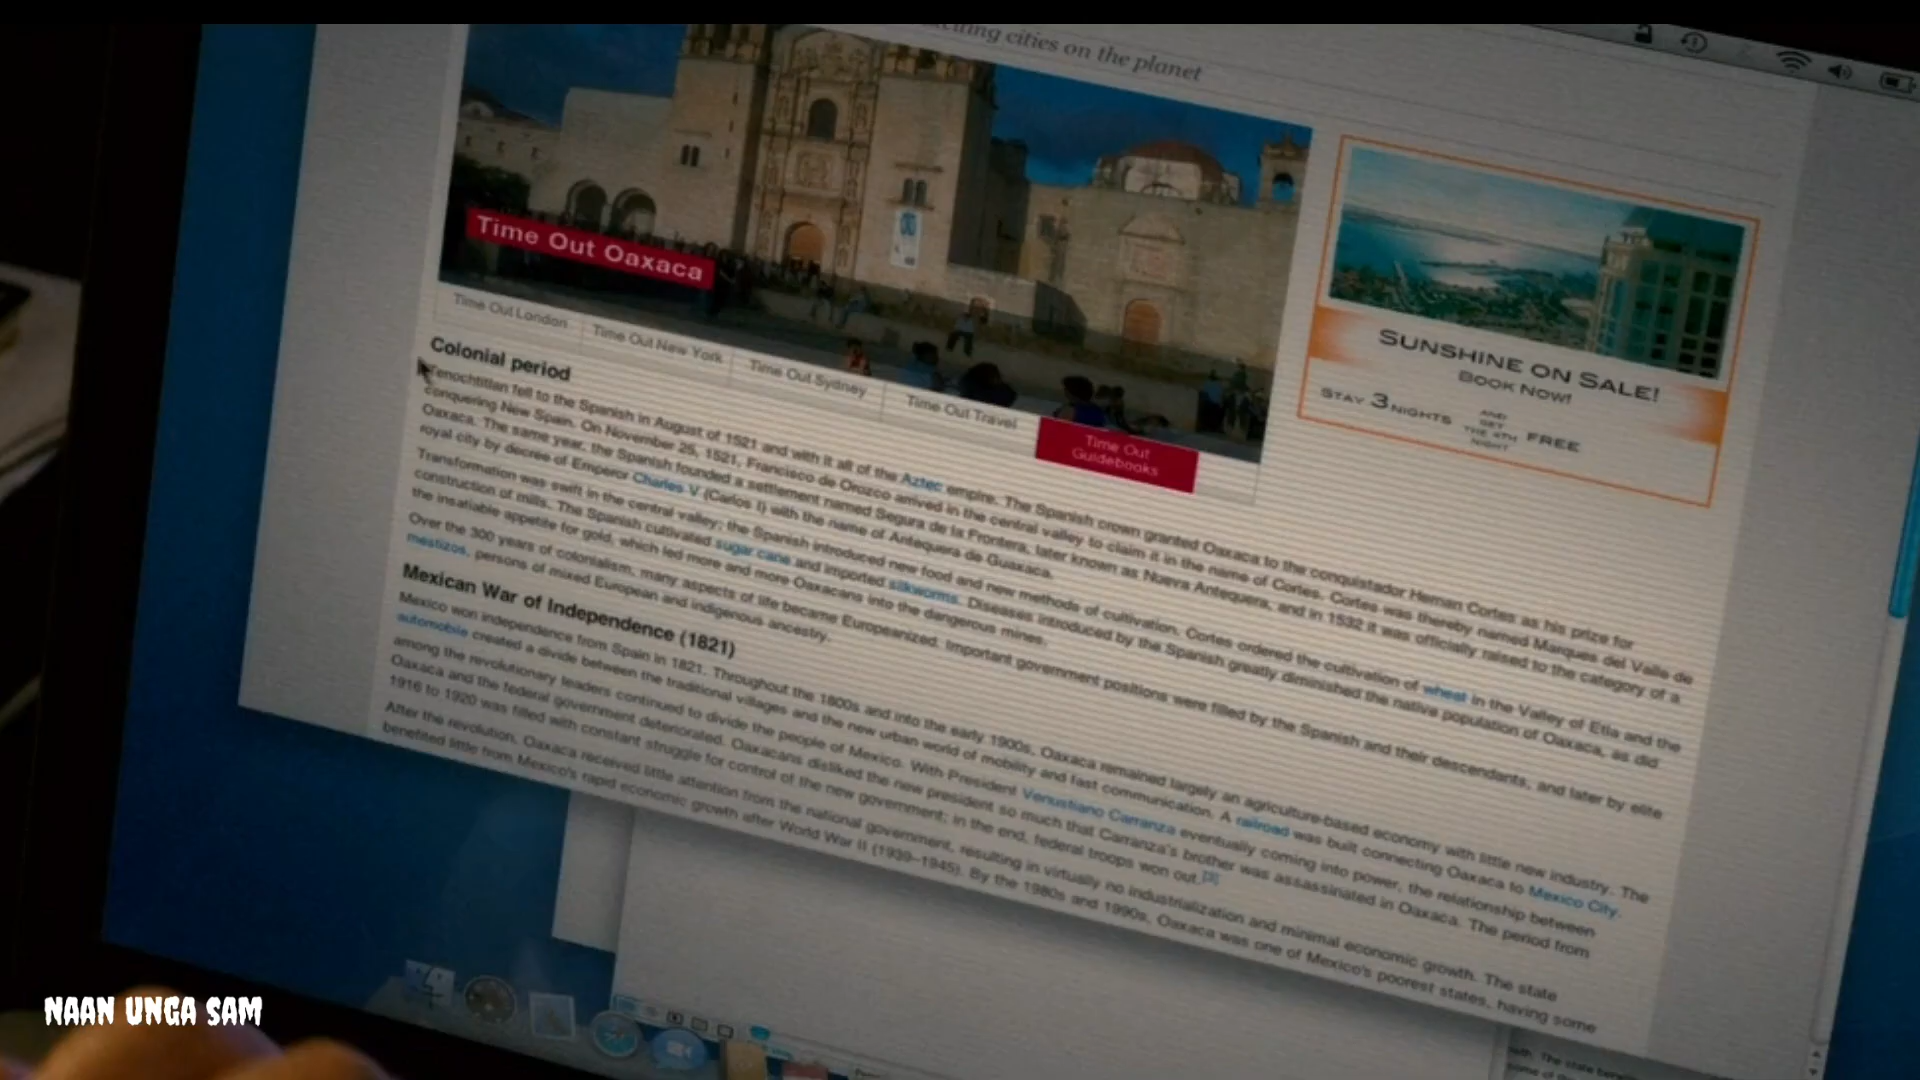 citing cities on the planet
Time Out Oaxaca
Time Out London
Time Out New York
Time Out Sydney
Time Out Travel
Time Out
Guidebooks
SUNSHINE ON SALE!
BOOK NOW!
STAY 3 NIGHTS AND GET THE 4TH NIGHT FREE
Colonial period
Tenochtitlan fell to the Spanish in August of 1521 and with it all of the Aztec empire. The Spanish crown granted Oaxaca to the conquistador Hernan Cortes as his prize for
conquering New Spain. On November 25, 1521, Francisco de Orozco arrived in the central valley to claim it in the name of Cortes. Cortes was thereby named Marques del Valle de
Oaxaca. The same year, the Spanish founded a settlement named Segura de la Frontera, later known as Nueva Antequera, and in 1532 it was officially raised to the category of a
royal city by decree of Emperor Charles V (Carlos I) with the name of Antequera de Guaxaca.
Transformation was swift in the central valley; the Spanish introduced new food and new methods of cultivation. Cortes ordered the cultivation of wheat in the Valley of Etla and the
construction of mills. The Spanish cultivated sugar cane and imported silkworms. Diseases introduced by the Spanish greatly diminished the native population of Oaxaca, as did
the insatiable appetite for gold, which led more and more Oaxacans into the dangerous mines.
Over the 300 years of colonialism, many aspects of life became Europeanized. Important government positions were filled by the Spanish and their descendants, and later by elite
mestizos, persons of mixed European and indigenous ancestry.
Mexican War of Independence (1821)
Mexico won independence from Spain in 1821. Throughout the 1800s and into the early 1900s, Oaxaca remained largely an agriculture-based economy with little new industry. The
automobile created a divide between the traditional villages and the new urban world of mobility and fast communication. A railroad was built connecting Oaxaca to Mexico City.
among the revolutionary leaders continued to divide the people of Mexico. With President Venustiano Carranza eventually coming into power, the relationship between
Oaxaca and the federal government deteriorated. Oaxacans disliked the new president so much that Carranza's brother was assassinated in Oaxaca. The period from
1916 to 1920 was filled with constant struggle for control of the new government; in the end, federal troops won out.[3]
After the revolution, Oaxaca received little attention from the national government, resulting in virtually no industrialization and minimal economic growth. The state
benefited little from Mexico's rapid economic growth after World War II (1939–1945). By the 1980s and 1990s, Oaxaca was one of Mexico's poorest states, having some
NAAN UNGA SAM